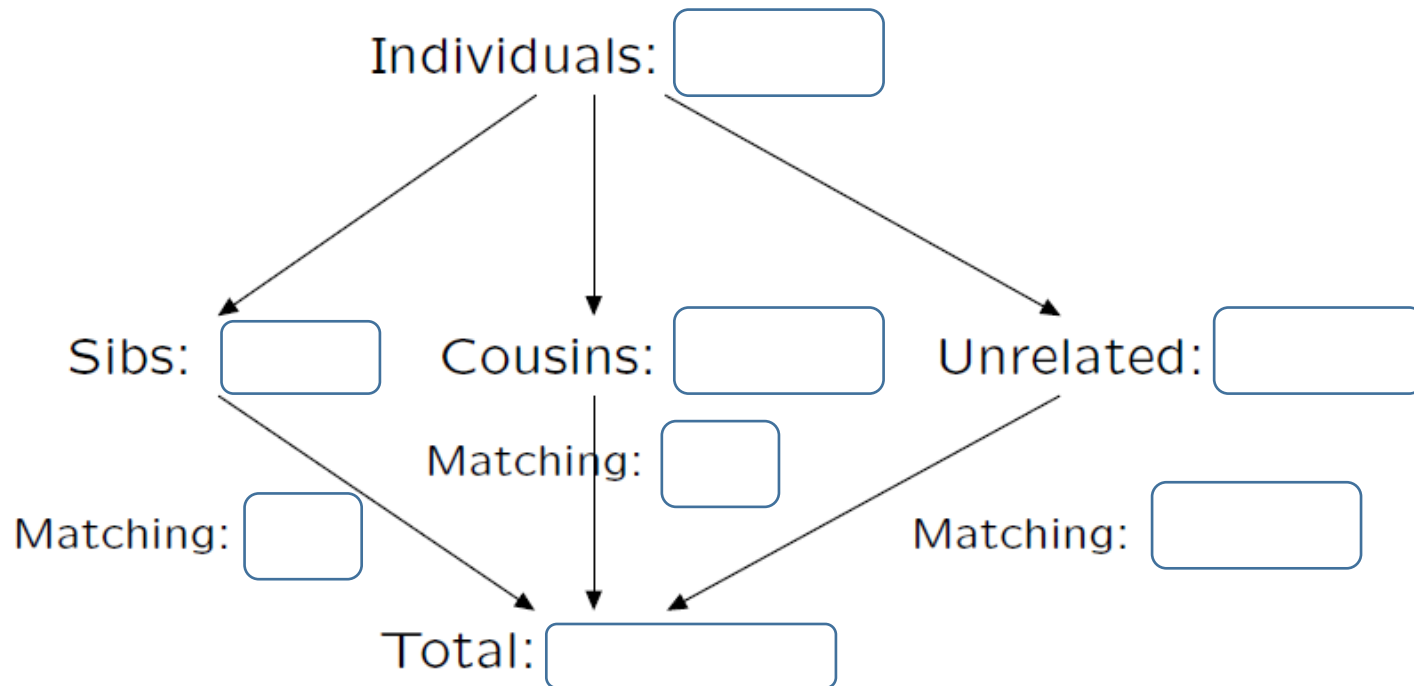 Individuals:
Sibs:
Cousins:
Unrelated:
Matching:
Matching:
Matching:
Total: